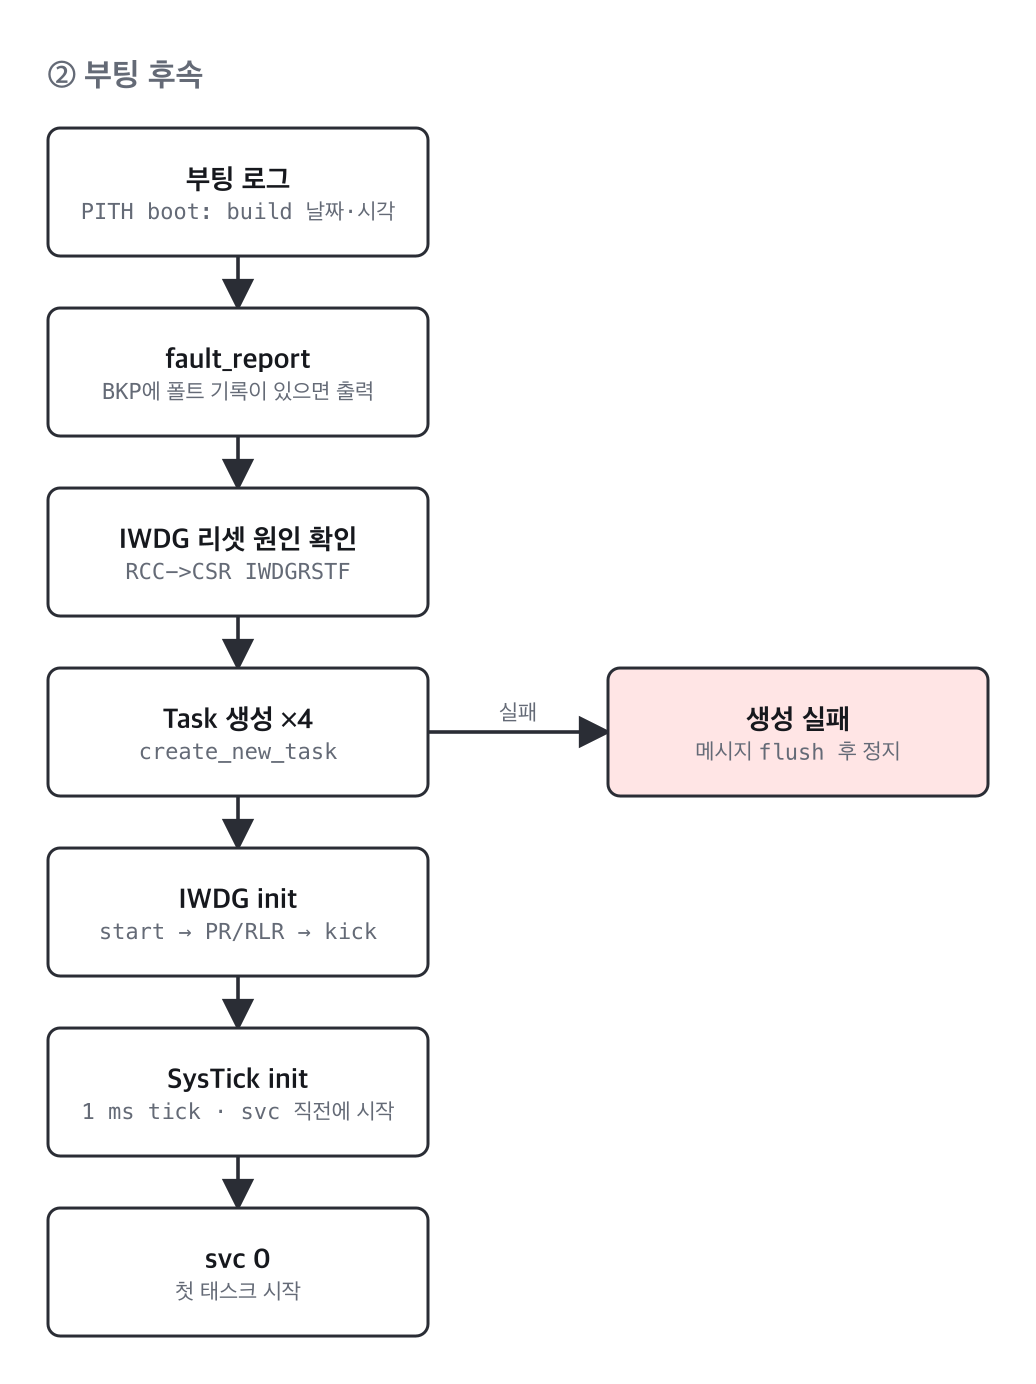 ② 부팅 후속
부팅 로그
PITH boot: build 날짜·시각
fault_report
BKP에 폴트 기록이 있으면 출력
IWDG 리셋 원인 확인
RCC->CSR IWDGRSTF
Task 생성 ×4
create_new_task
실패
생성 실패
메시지 flush 후 정지
IWDG init
start → PR/RLR → kick
SysTick init
1 ms tick · svc 직전에 시작
svc 0
첫 태스크 시작